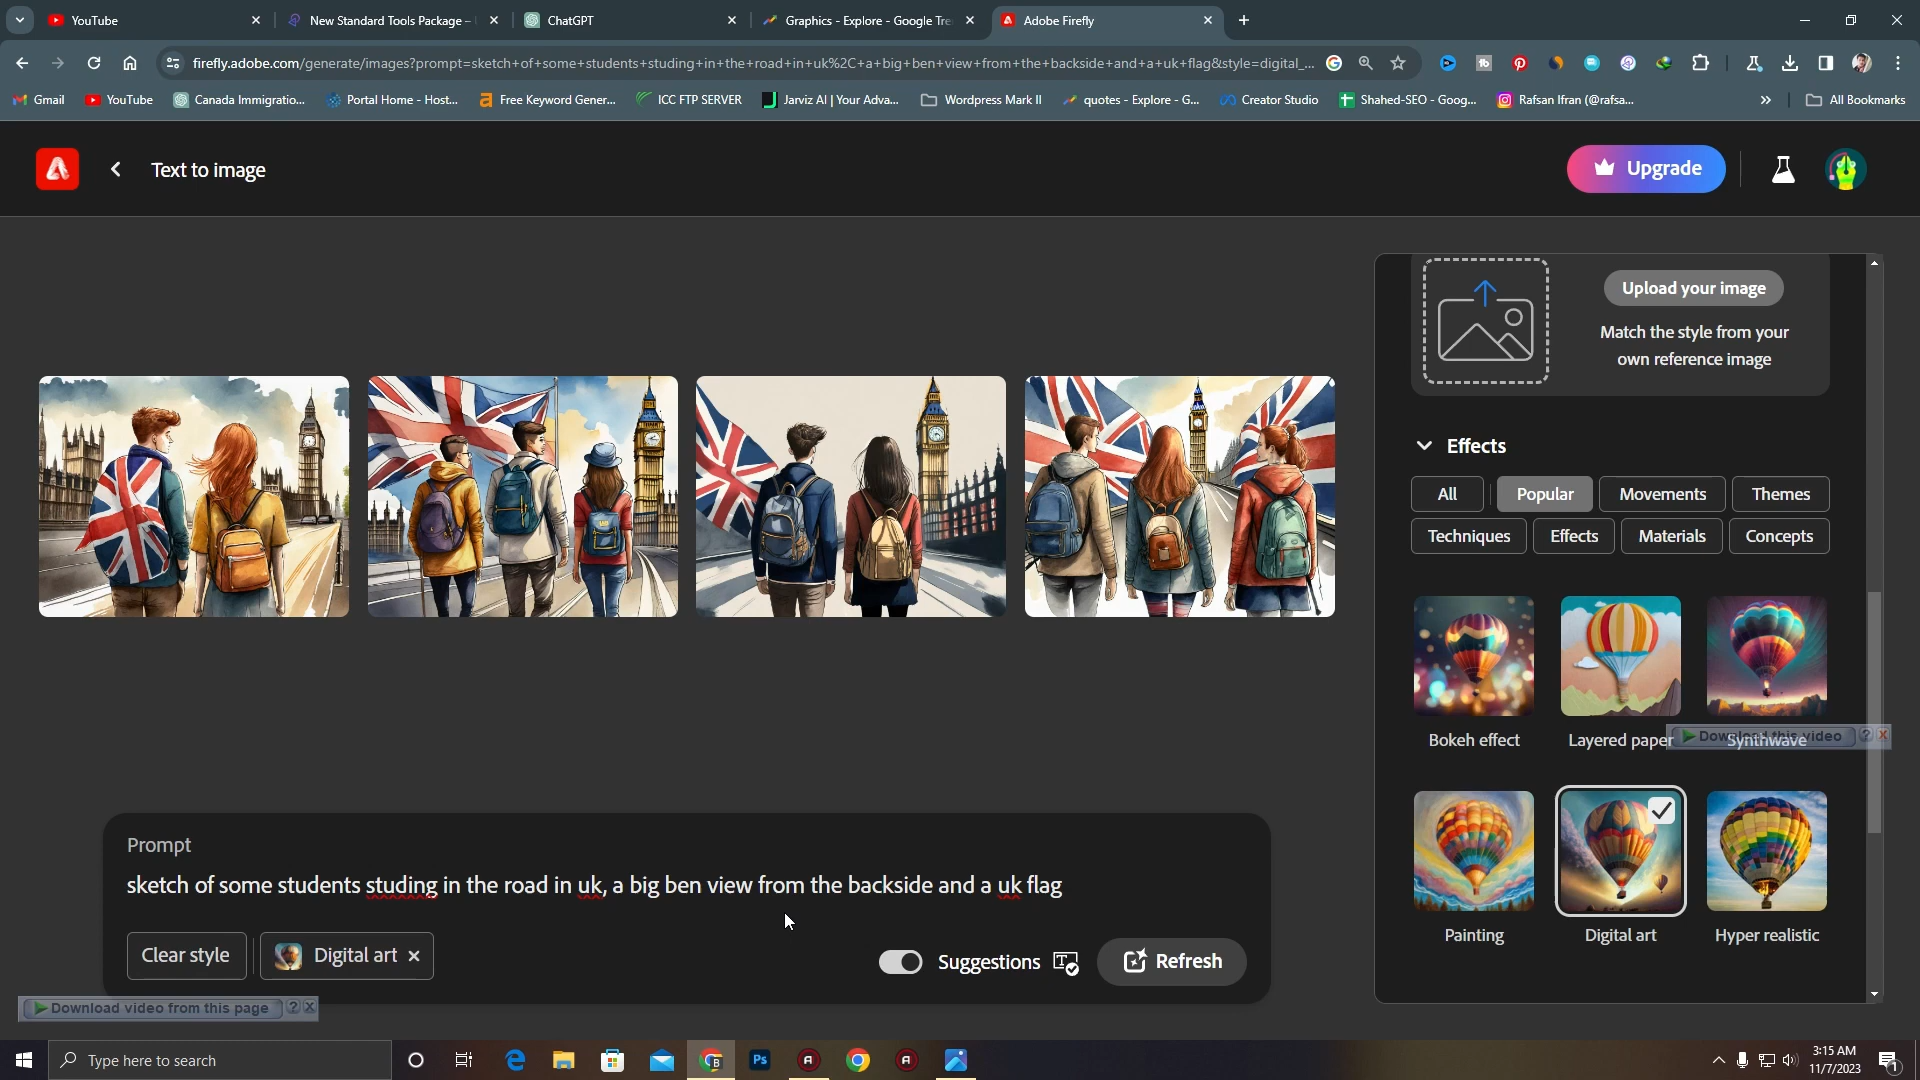 YouTube
New Standard Tools Package –
ChatGPT
Graphics - Explore - Google Tre
Adobe Firefly
firefly.adobe.com/generate/images?prompt=sketch+of+some+students+studing+in+the+road+in+uk%2C+a+big+ben+view+from+the+backside+and+a+uk+flag&style=digital_...
Gmail
YouTube
Canada Immigratio...
Portal Home - Host...
Free Keyword Gener...
ICC FTP SERVER
Jarviz AI | Your Adva...
Wordpress Mark II
quotes - Explore - G...
Creator Studio
Shahed-SEO - Goog...
Rafsan Ifran (@rafsa...
All Bookmarks
Text to image
Upgrade
Upload your image
Match the style from your
own reference image
Effects
All
Popular
Movements
Themes
Techniques
Effects
Materials
Concepts
Bokeh effect
Layered paper
Synthwave
Download this video
Painting
Digital art
Hyper realistic
Prompt
sketch of some students studing in the road in uk, a big ben view from the backside and a uk flag
Clear style
Digital art
Suggestions
Refresh
Download video from this page
Type here to search
Ps
3:15 AM
11/7/2023
1